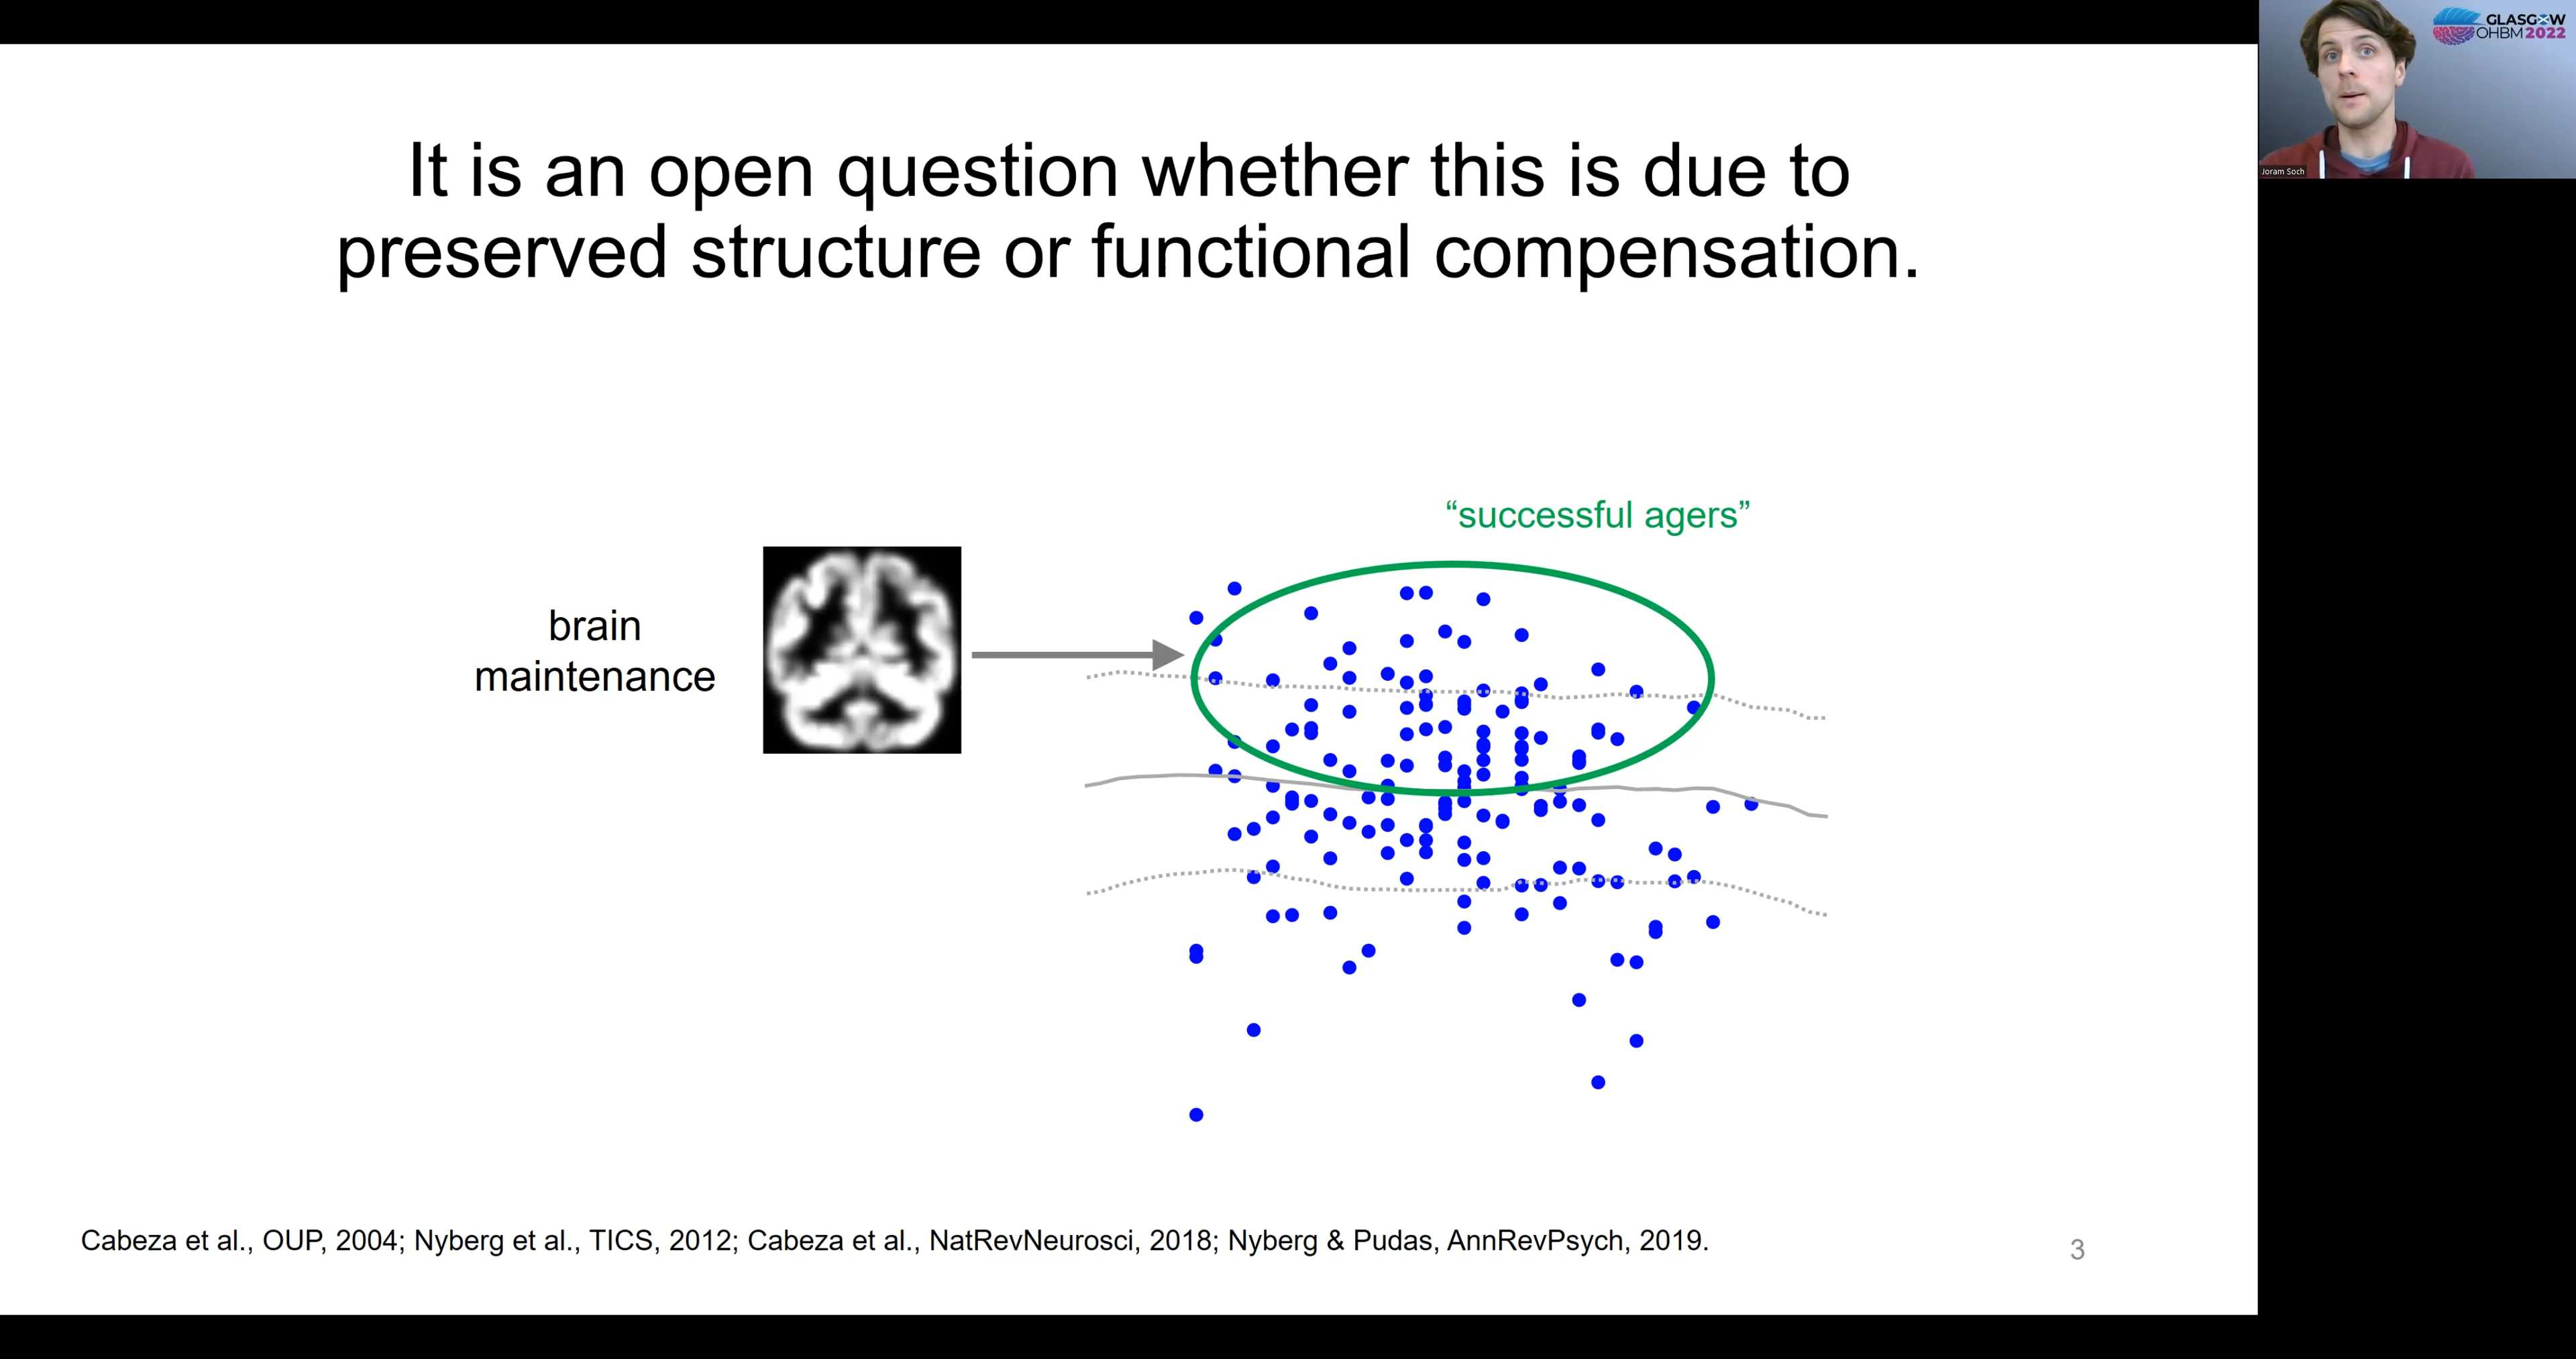 GLASGOW
OHBM 2022
Joram Soch
It is an open question whether this is due to
preserved structure or functional compensation.
“successful agers”
brain
maintenance
Cabeza et al., OUP, 2004; Nyberg et al., TICS, 2012; Cabeza et al., NatRevNeurosci, 2018; Nyberg & Pudas, AnnRevPsych, 2019.
3